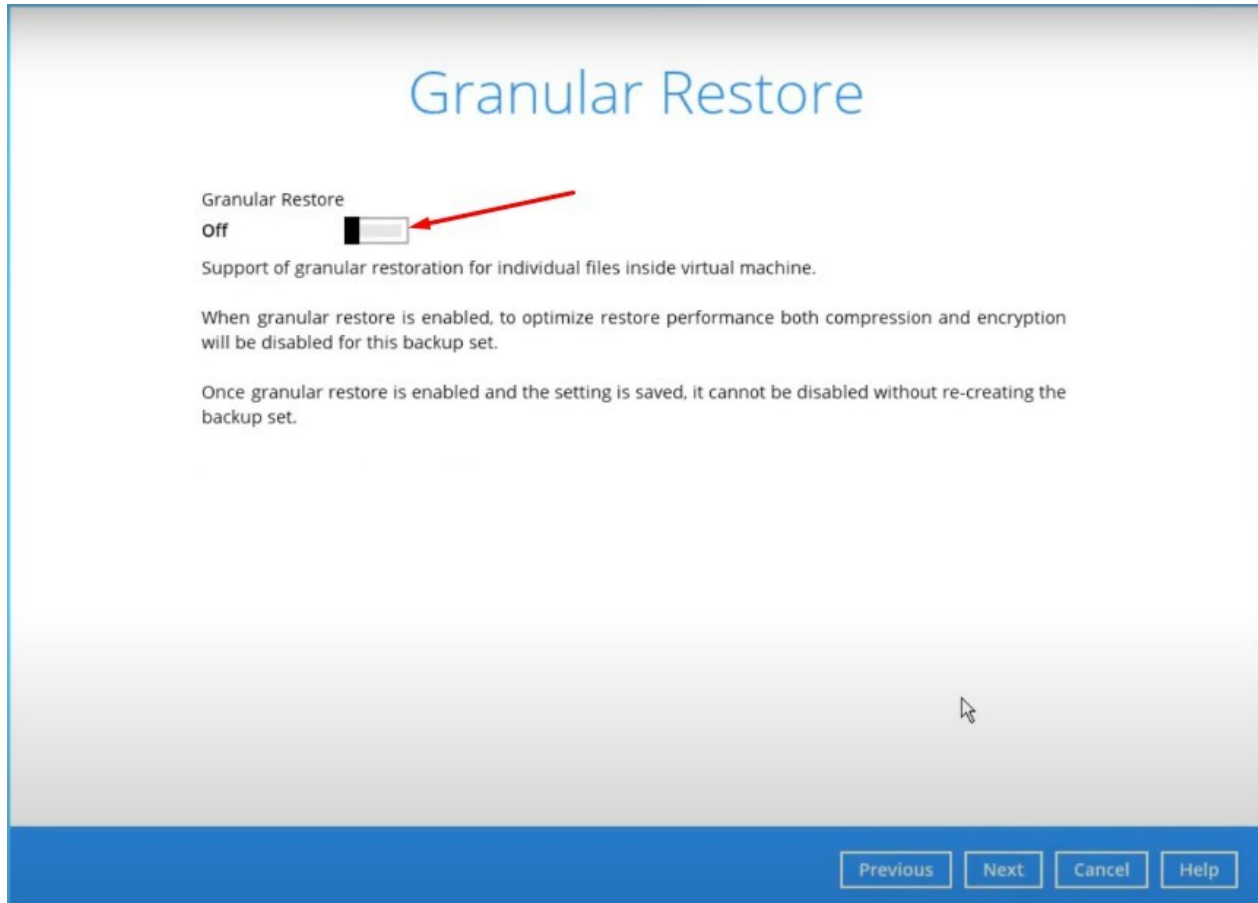 Granular Restore
Granular Restore
Off
Support of granular restoration for individual files inside virtual machine.
When granular restore is enabled, to optimize restore performance both compression and encryption
will be disabled for this backup set.
Once granular restore is enabled and the setting is saved, it cannot be disabled without re-creating the
backup set.
Previous Next Cancel Help